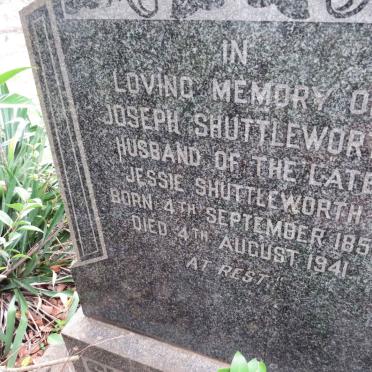 IN
LOVING MEMORY O
JOSEPH SHUTTLEWOR
HUSBAND OF THE LATE
JESSIE SHUTTLEWORTH
BORN 4TH SEPTEMBER 185
DIED 4TH AUGUST 1941
AT REST.